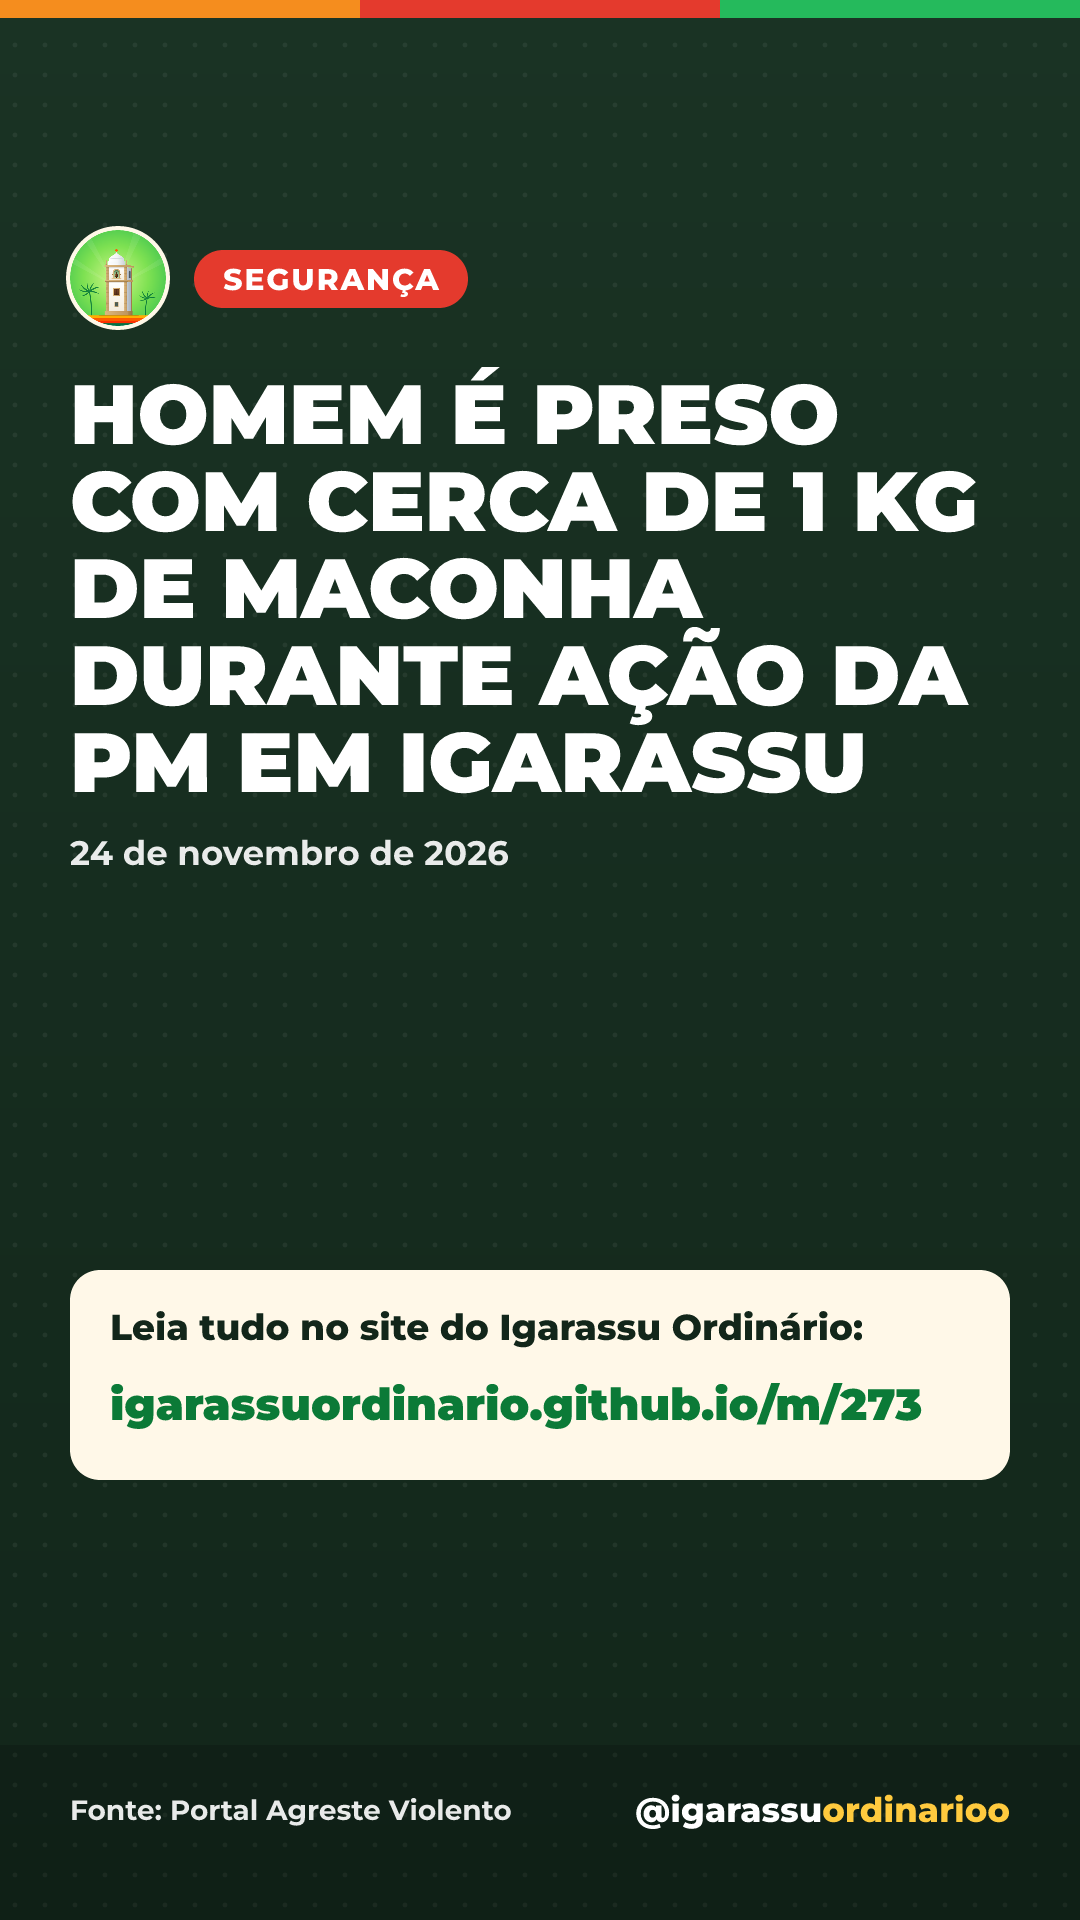 SEGURANÇA
HOMEM É PRESO
COM CERCA DE 1 KG
DE MACONHA
DURANTE AÇÃO DA
PM EM IGARASSU
24 de novembro de 2026
Leia tudo no site do Igarassu Ordinário:
igarassuordinario.github.io/m/273
Fonte: Portal Agreste Violento
@igarassuordinarioo